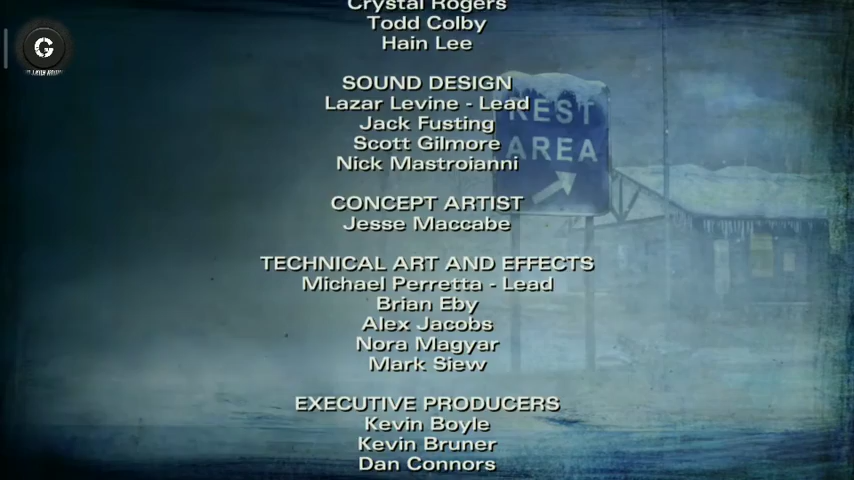 Crystal Rogers
Todd Colby
Hain Lee
SOUND DESIGN
Lazar Levine - Lead
Jack Fusting
Scott Gilmore
Nick Mastroianni
REST
AREA
CONCEPT ARTIST
Jesse Maccabe
TECHNICAL ART AND EFFECTS
Michael Perretta - Lead
Brian Eby
Alex Jacobs
Nora Magyar
Mark Siew
EXECUTIVE PRODUCERS
Kevin Boyle
Kevin Bruner
Dan Connors
G